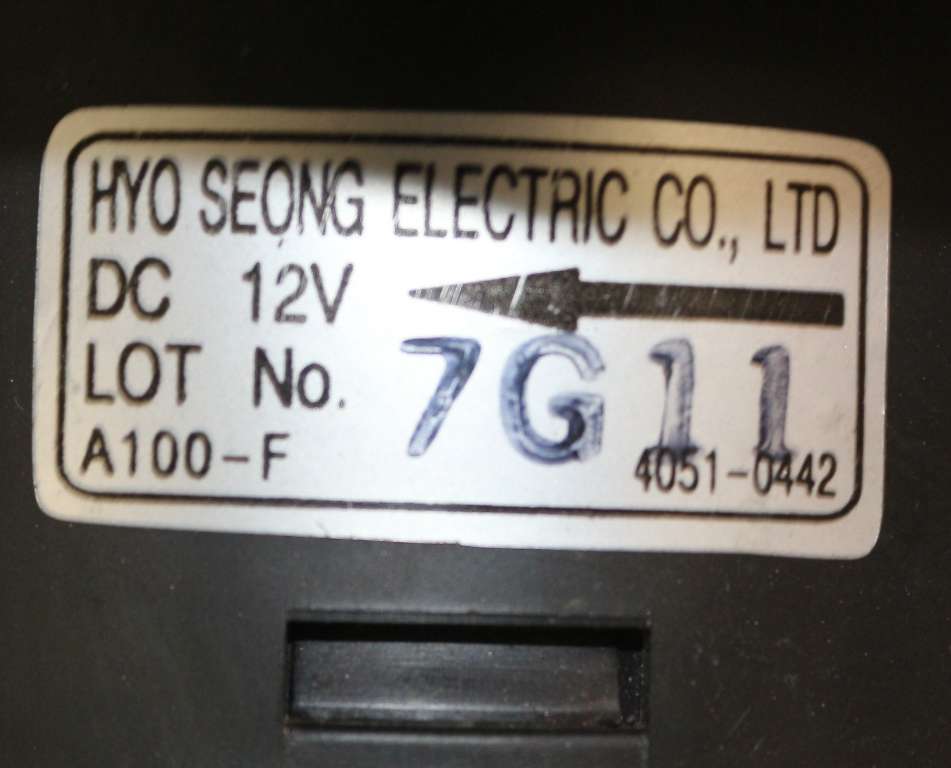 HYO SEONG ELECTRIC CO., LTD
DC 12V
LOT No. 7G11
A100-F 4051-0442